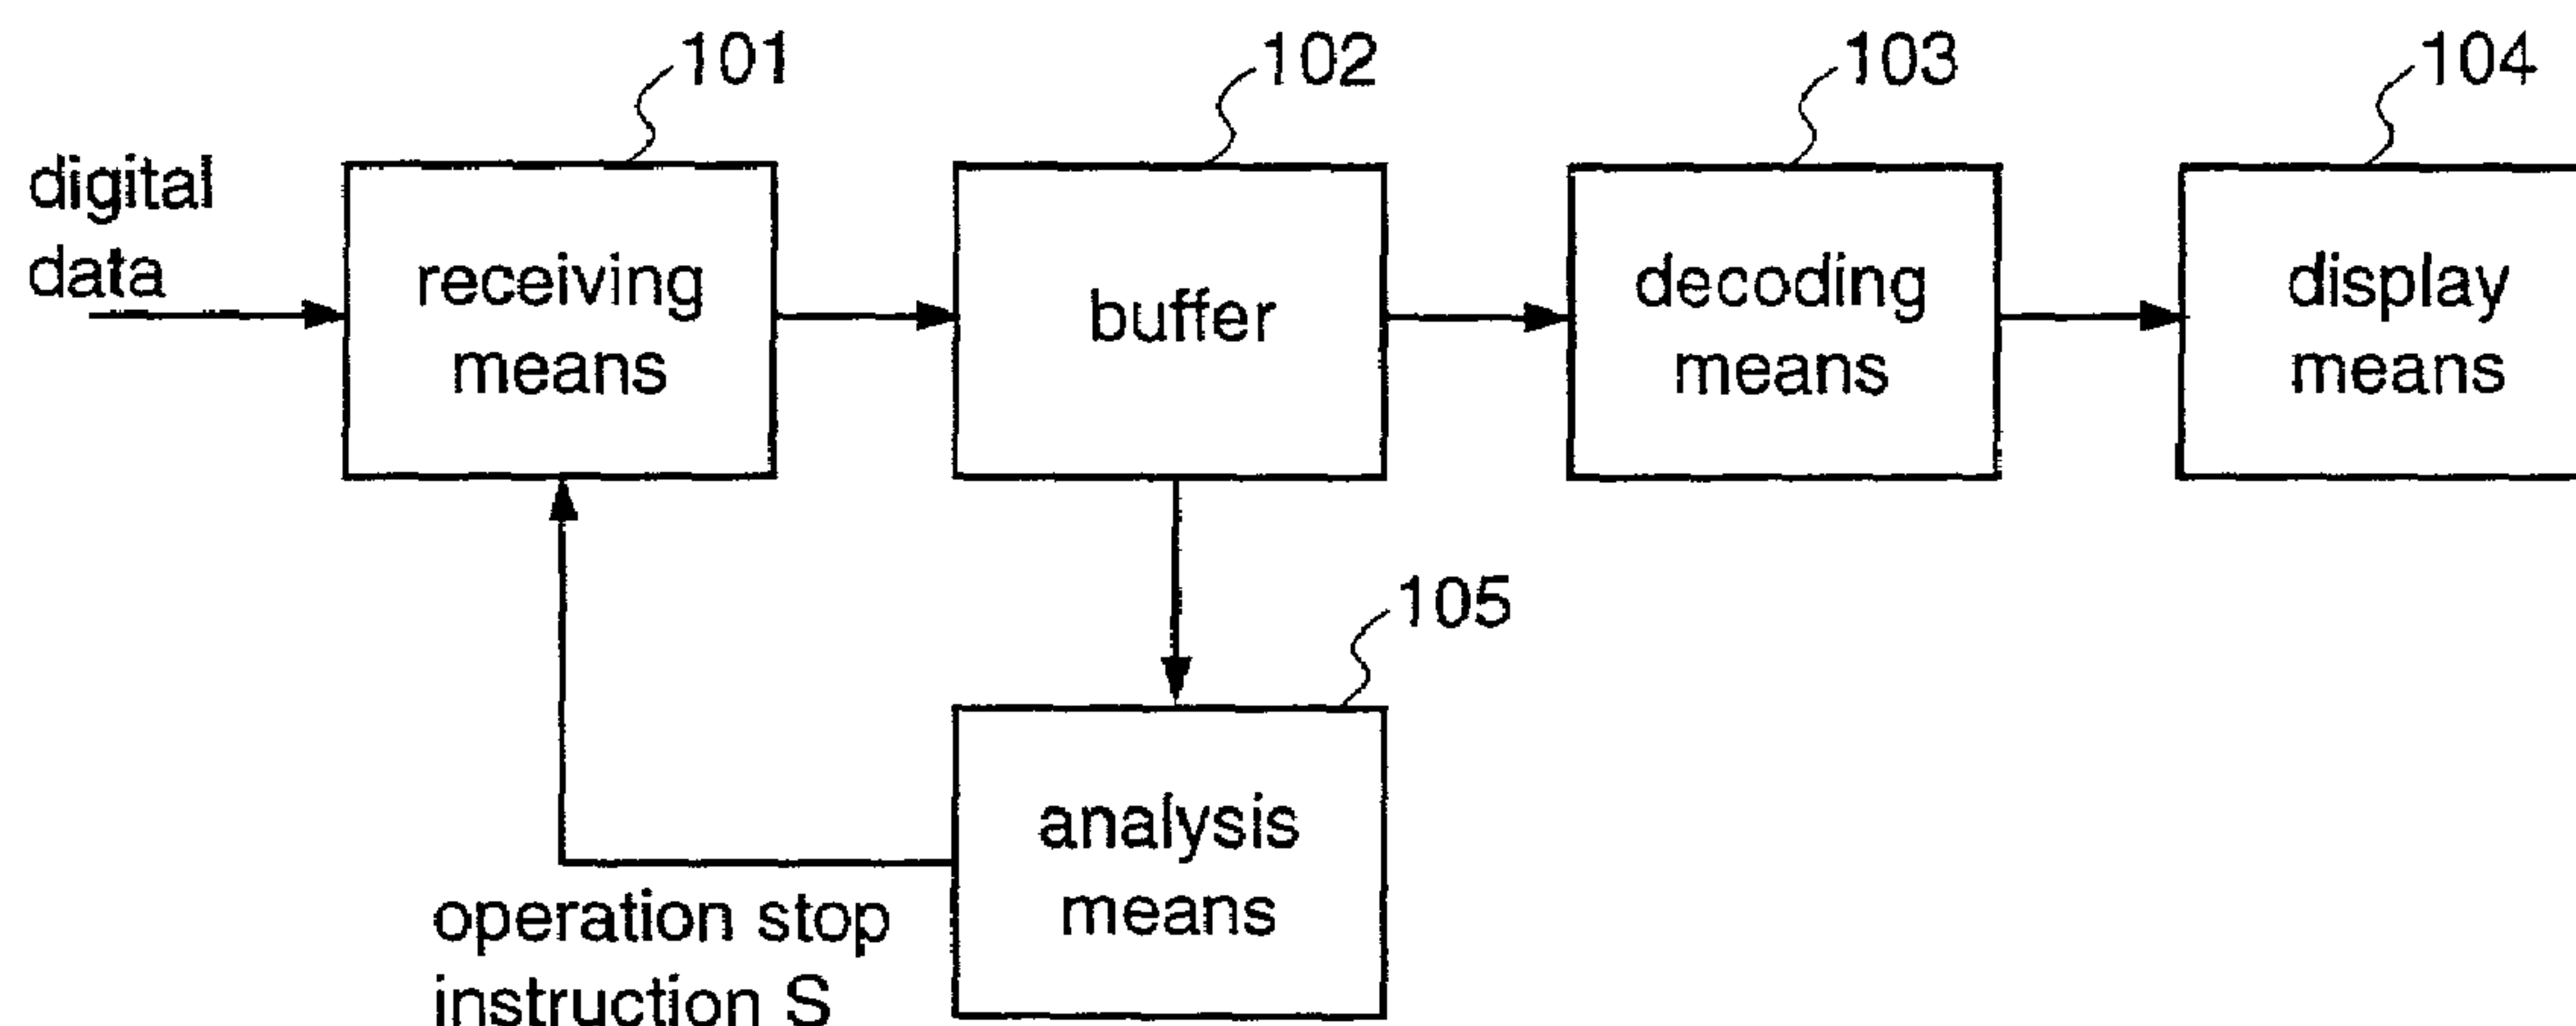 101
102
103
104
digital
data
receiving
means
buffer
decoding
means
display
means
105
analysis
means
operation stop
instruction S